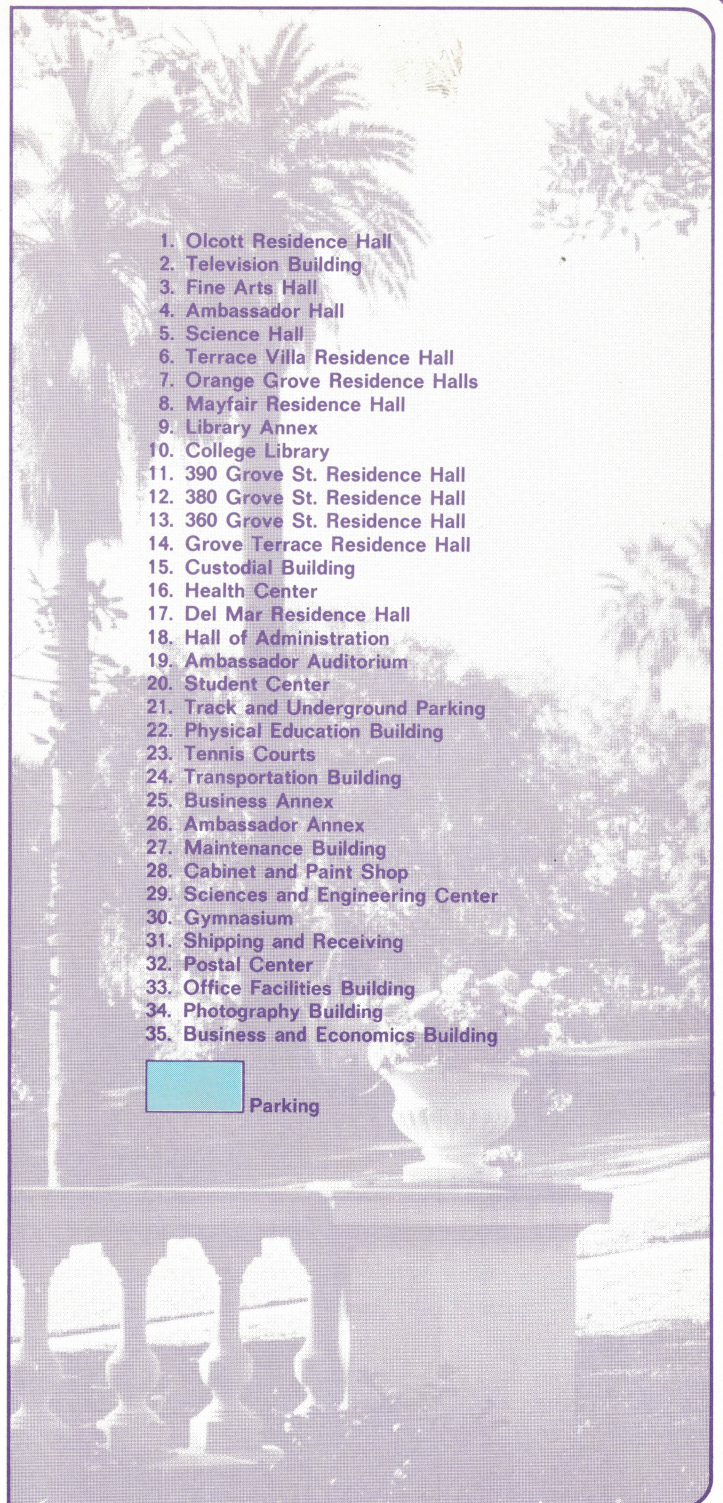 1. Olcott Residence Hall
2. Television Building
3. Fine Arts Hall
4. Ambassador Hall
5. Science Hall
6. Terrace Villa Residence Hall
7. Orange Grove Residence Halls
8. Mayfair Residence Hall
9. Library Annex
10. College Library
11. 390 Grove St. Residence Hall
12. 380 Grove St. Residence Hall
13. 360 Grove St. Residence Hall
14. Grove Terrace Residence Hall
15. Custodial Building
16. Health Center
17. Del Mar Residence Hall
18. Hall of Administration
19. Ambassador Auditorium
20. Student Center
21. Track and Underground Parking
22. Physical Education Building
23. Tennis Courts
24. Transportation Building
25. Business Annex
26. Ambassador Annex
27. Maintenance Building
28. Cabinet and Paint Shop
29. Sciences and Engineering Center
30. Gymnasium
31. Shipping and Receiving
32. Postal Center
33. Office Facilities Building
34. Photography Building
35. Business and Economics Building
Parking